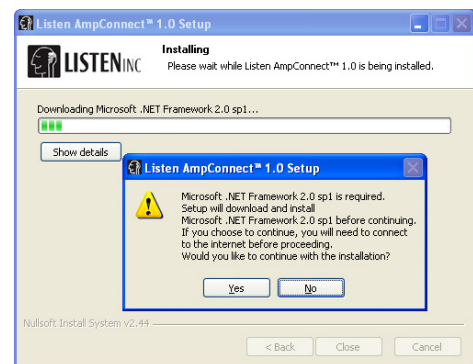 Listen AmpConnect™ 1.0 Setup
LISTENINC
Installing
Please wait while Listen AmpConnect™ 1.0 is being installed.
Downloading Microsoft .NET Framework 2.0 sp1...
Show details
Listen AmpConnect™ 1.0 Setup
Microsoft .NET Framework 2.0 sp1 is required.
Setup will download and install
Microsoft .NET Framework 2.0 sp1 before continuing.
If you choose to continue, you will need to connect
to the internet before proceeding.
Would you like to continue with the installation?
Yes No
Nullsoft Install System v2.44
< Back Close Cancel